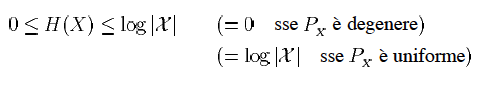 0 ≤ H(X) ≤ log |𝒳| (= 0 sse P_X è degenere)
(= log |𝒳| sse P_X è uniforme)